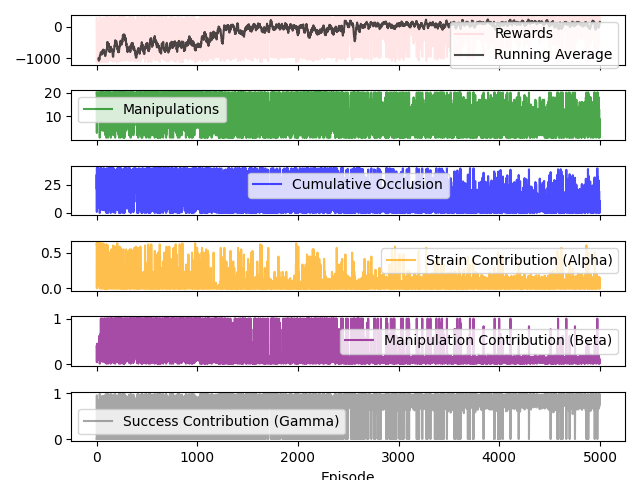 0
−1000
Rewards
Running Average
20
10
Manipulations
25
0
Cumulative Occlusion
0.5
0.0
Strain Contribution (Alpha)
1
0
Manipulation Contribution (Beta)
1
0
Success Contribution (Gamma)
0 1000 2000 3000 4000 5000
Episode